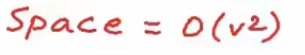 Space = O(v2)